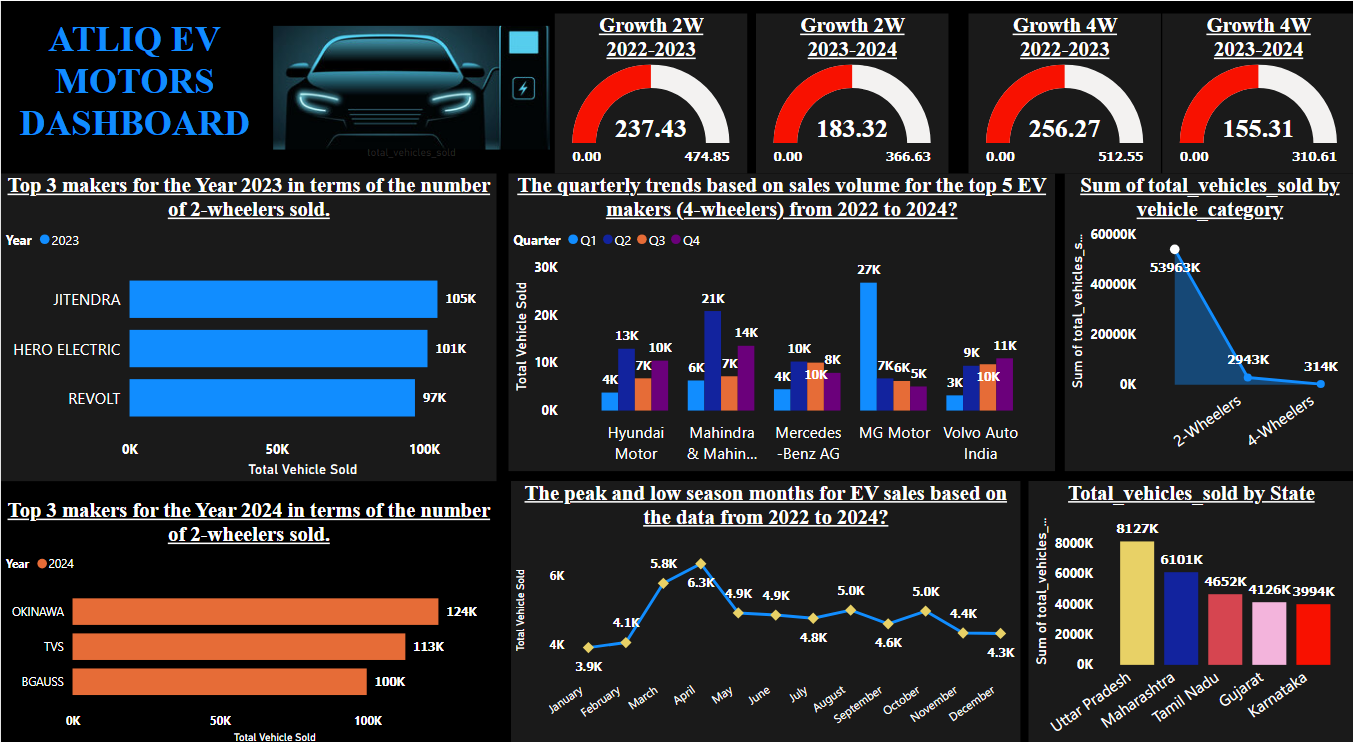 ATLIQ EV
MOTORS
DASHBOARD
total_vehicles_sold
Growth 2W
2022-2023
237.43
0.00
474.85
Growth 2W
2023-2024
183.32
0.00
366.63
Growth 4W
2022-2023
256.27
0.00
512.55
Growth 4W
2023-2024
155.31
0.00
310.61
Top 3 makers for the Year 2023 in terms of the number
of 2-wheelers sold.
Year 2023
JITENDRA 105K
HERO ELECTRIC 101K
REVOLT 97K
0K 50K 100K
Total Vehicle Sold
The quarterly trends based on sales volume for the top 5 EV
makers (4-wheelers) from 2022 to 2024?
Quarter Q1 Q2 Q3 Q4
Total Vehicle Sold
30K
20K
10K
0K
4K 13K 7K 10K
6K 21K 7K 14K
4K 10K 10K 8K
27K 7K 6K 5K
3K 9K 10K 11K
Hyundai
Motor
Mahindra
& Mahin...
Mercedes
-Benz AG
MG Motor
Volvo Auto
India
Sum of total_vehicles_sold by
vehicle_category
Sum of total_vehicles_s...
60000K
40000K
20000K
0K
53963K
2943K
314K
2-Wheelers
4-Wheelers
Top 3 makers for the Year 2024 in terms of the number
of 2-wheelers sold.
Year 2024
OKINAWA 124K
TVS 113K
BGAUSS 100K
0K 50K 100K
Total Vehicle Sold
The peak and low season months for EV sales based on
the data from 2022 to 2024?
Total Vehicle Sold
6K
4K
3.9K 4.1K 5.8K 6.3K 4.9K 4.9K 4.8K 5.0K 4.6K 5.0K 4.4K 4.3K
January February March April May June July August September October November December
Total_vehicles_sold by State
Sum of total_vehicles_...
8000K
6000K
4000K
2000K
0K
8127K
6101K
4652K
4126K
3994K
Uttar Pradesh
Maharashtra
Tamil Nadu
Gujarat
Karnataka